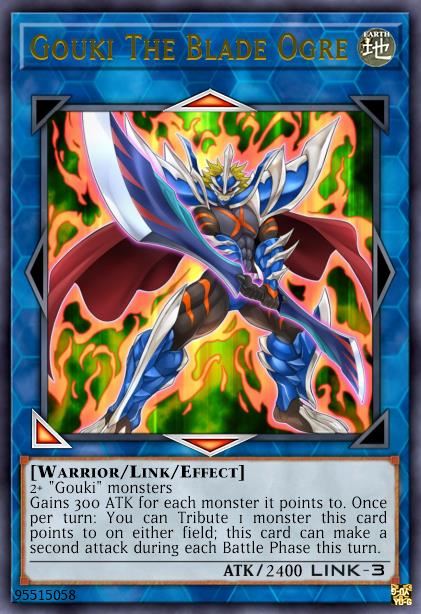 GOUKI THE BLADE OGRE
EARTH
地
[WARRIOR/LINK/EFFECT]
2+ "Gouki" monsters
Gains 300 ATK for each monster it points to. Once
per turn: You can Tribute 1 monster this card
points to on either field; this card can make a
second attack during each Battle Phase this turn.
ATK/2400 LINK-3
95515058